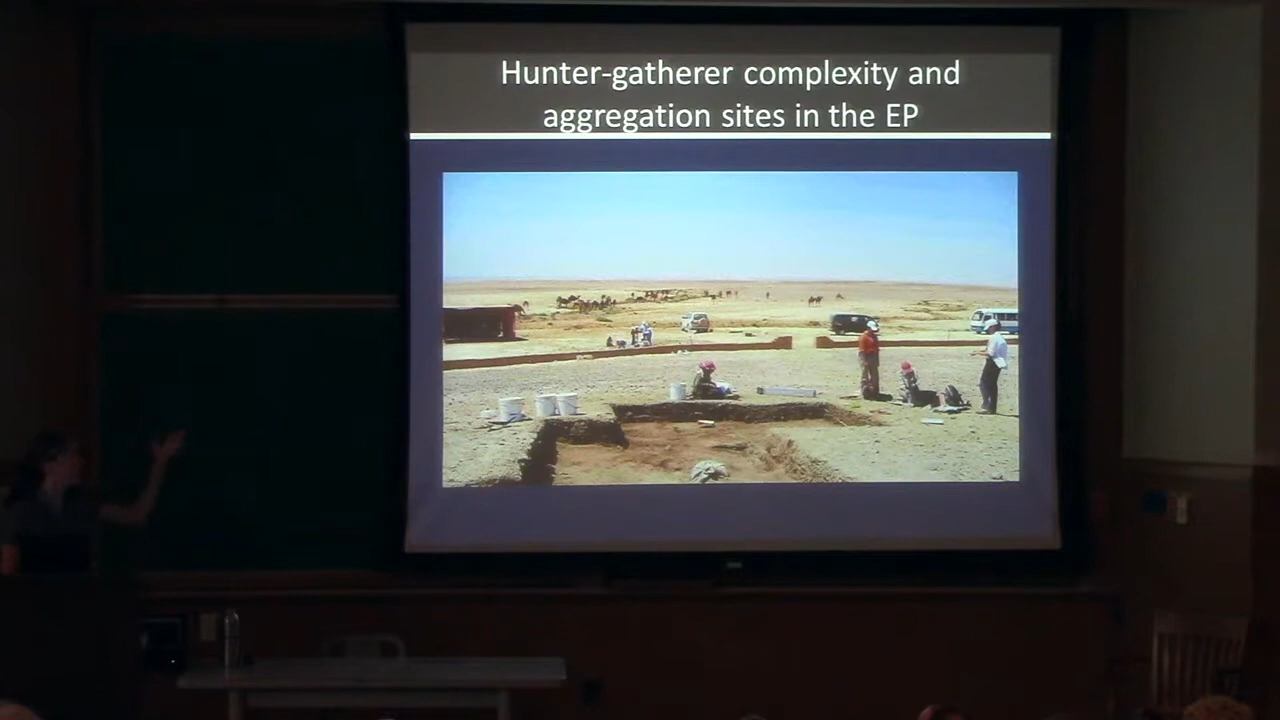 Hunter-gatherer complexity and
aggregation sites in the EP